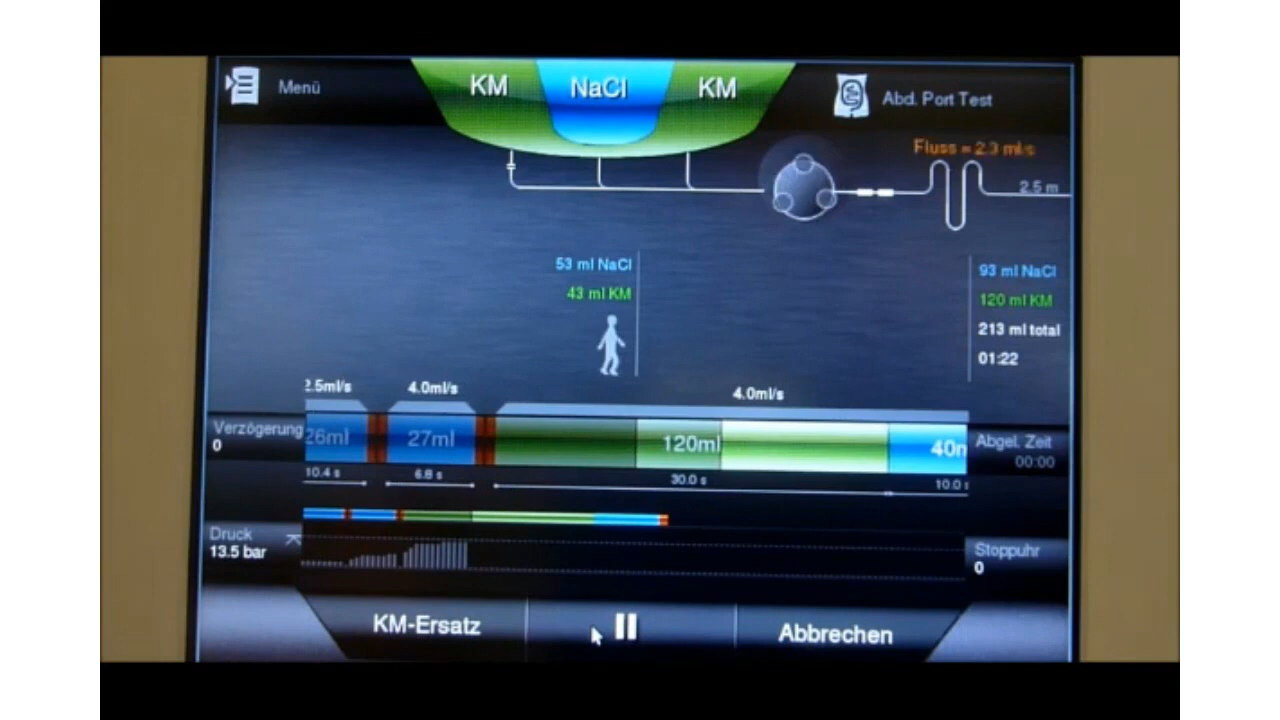 Menü
KM
NaCl
KM
Abd. Port Test
Fluss = 2.3 ml/s
2.5 m
53 ml NaCl
43 ml KM
93 ml NaCl
120 ml KM
213 ml total
01:22
2.5ml/s
4.0ml/s
4.0ml/s
Verzögerung
0
26ml
27ml
120ml
40m
Abgel. Zeit
00:00
10.4 s
6.8 s
30.0 s
10.0 s
Druck
13.5 bar
Stoppuhr
0
KM-Ersatz
Abbrechen